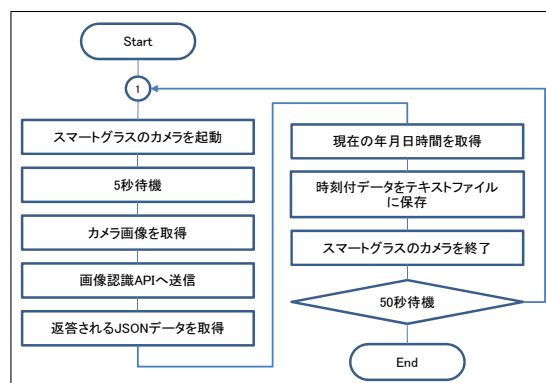 Start
1
スマートグラスのカメラを起動
5秒待機
カメラ画像を取得
画像認識APIへ送信
返答されるJSONデータを取得
現在の年月日時間を取得
時刻付データをテキストファイル
に保存
スマートグラスのカメラを終了
50秒待機
End